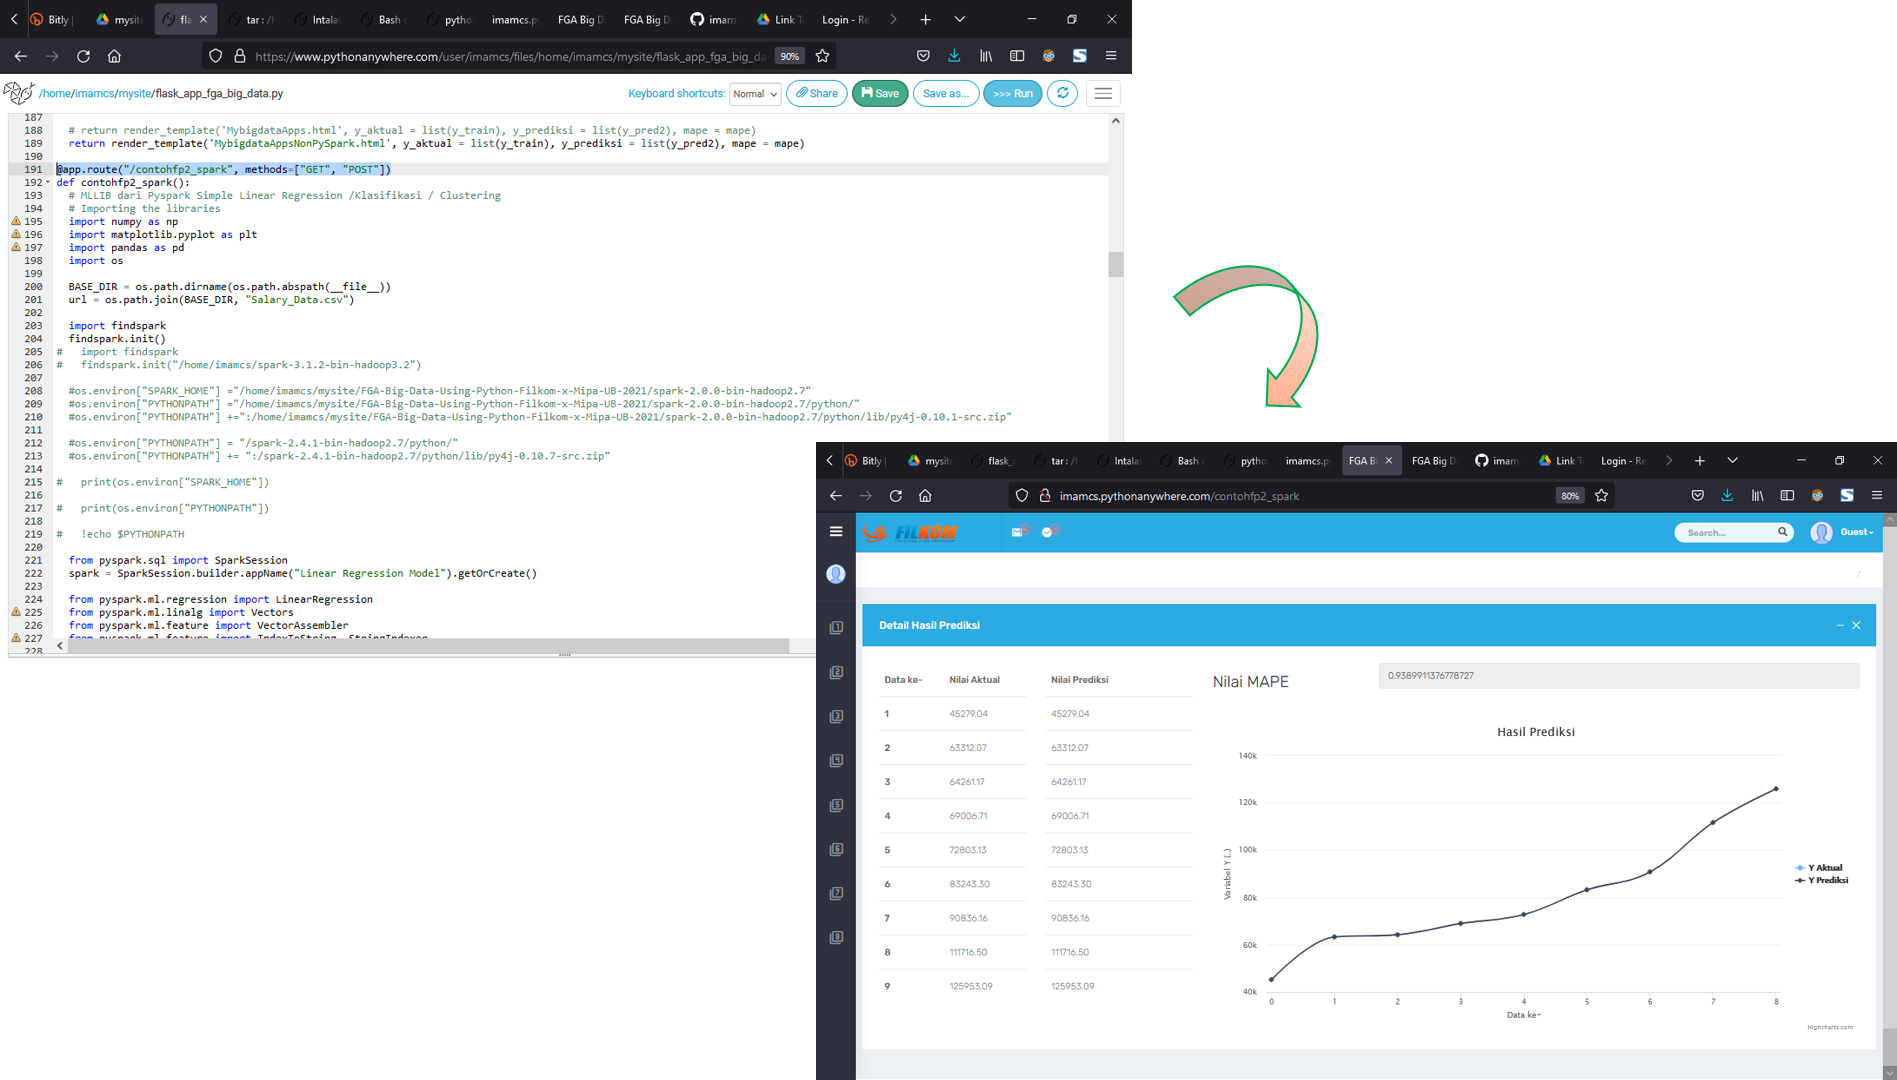 Bitly
mysite
fla
tar : /h
Intalas
Bash c
pytho
imamcs.p
FGA Big D
FGA Big D
imam
Link T
Login - Re
https://www.pythonanywhere.com/user/imamcs/files/home/imamcs/mysite/flask_app_fga_big_da
90%
/home/imamcs/mysite/flask_app_fga_big_data.py
Keyboard shortcuts:
Normal
Share
Save
Save as...
>>> Run
187
188 # return render_template('MybigdataApps.html', y_aktual = list(y_train), y_prediksi = list(y_pred2), mape = mape)
189 return render_template('MybigdataAppsNonPySpark.html', y_aktual = list(y_train), y_prediksi = list(y_pred2), mape = mape)
190
191 @app.route("/contohfp2_spark", methods=["GET", "POST"])
192 def contohfp2_spark():
193 # MLLIB dari Pyspark Simple Linear Regression /Klasifikasi / Clustering
194 # Importing the libraries
195 import numpy as np
196 import matplotlib.pyplot as plt
197 import pandas as pd
198 import os
199
200 BASE_DIR = os.path.dirname(os.path.abspath(__file__))
201 url = os.path.join(BASE_DIR, "Salary_Data.csv")
202
203 import findspark
204 findspark.init()
205 # import findspark
206 # findspark.init("/home/imamcs/spark-3.1.2-bin-hadoop3.2")
207
208 #os.environ["SPARK_HOME"] ="/home/imamcs/mysite/FGA-Big-Data-Using-Python-Filkom-x-Mipa-UB-2021/spark-2.0.0-bin-hadoop2.7"
209 #os.environ["PYTHONPATH"] ="/home/imamcs/mysite/FGA-Big-Data-Using-Python-Filkom-x-Mipa-UB-2021/spark-2.0.0-bin-hadoop2.7/python/"
210 #os.environ["PYTHONPATH"] +=":/home/imamcs/mysite/FGA-Big-Data-Using-Python-Filkom-x-Mipa-UB-2021/spark-2.0.0-bin-hadoop2.7/python/lib/py4j-0.10.1-src.zip"
211
212 #os.environ["PYTHONPATH"] = "/spark-2.4.1-bin-hadoop2.7/python/"
213 #os.environ["PYTHONPATH"] += ":/spark-2.4.1-bin-hadoop2.7/python/lib/py4j-0.10.7-src.zip"
214
215 # print(os.environ["SPARK_HOME"])
216
217 # print(os.environ["PYTHONPATH"])
218
219 # !echo $PYTHONPATH
220
221 from pyspark.sql import SparkSession
222 spark = SparkSession.builder.appName("Linear Regression Model").getOrCreate()
223
224 from pyspark.ml.regression import LinearRegression
225 from pyspark.ml.linalg import Vectors
226 from pyspark.ml.feature import VectorAssembler
227 from pyspark.ml.feature import IndexToString, StringIndexer
228
Bitly
mysite
flask_
tar : /h
Intalas
Bash c
pytho
imamcs.p
FGA Bi
FGA Big D
imam
Link T
Login - Re
imamcs.pythonanywhere.com/contohfp2_spark
80%
FILKOM
Search...
Guest
/
Detail Hasil Prediksi
Data ke- Nilai Aktual Nilai Prediksi
1 45279.04 45279.04
2 63312.07 63312.07
3 64261.17 64261.17
4 69006.71 69006.71
5 72803.13 72803.13
6 83243.30 83243.30
7 90836.16 90836.16
8 111716.50 111716.50
9 125953.09 125953.09
Nilai MAPE
0.9389911376778727
Hasil Prediksi
140k
120k
100k
80k
60k
40k
Variabel Y (.)
0 1 2 3 4 5 6 7 8
Data ke-
Y Aktual
Y Prediksi
Highcharts.com
1
2
3
4
5
6
7
8